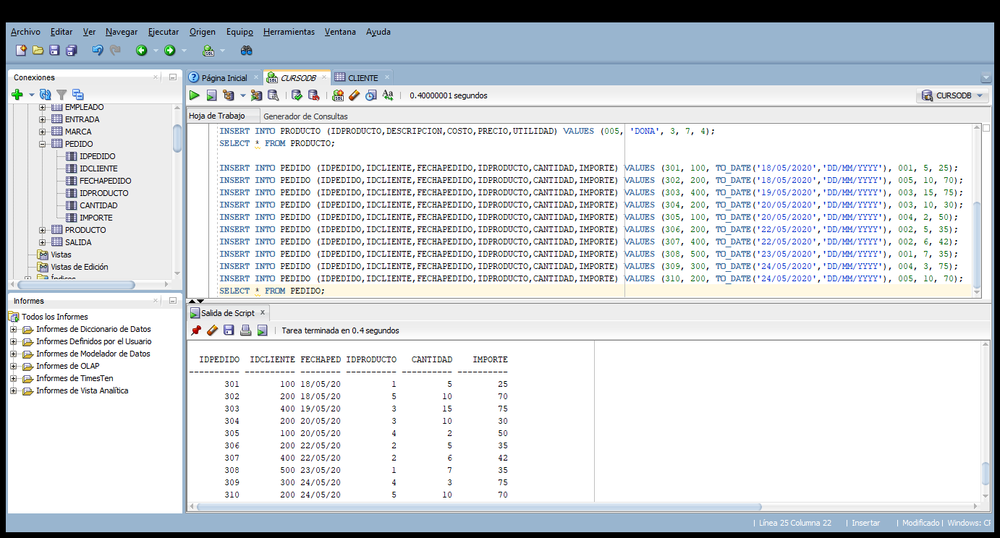 Archivo Editar Ver Navegar Ejecutar Origen Equipo Herramientas Ventana Ayuda
Conexiones
EMPLEADO
ENTRADA
MARCA
PEDIDO
IDPEDIDO
IDCLIENTE
FECHAPEDIDO
IDPRODUCTO
CANTIDAD
IMPORTE
PRODUCTO
SALIDA
Vistas
Vistas de Edición
Índices
Informes
Todos los Informes
Informes de Diccionario de Datos
Informes Definidos por el Usuario
Informes de Modelador de Datos
Informes de OLAP
Informes de TimesTen
Informes de Vista Analítica
Página Inicial CURSODB CLIENTE
0.40000001 segundos CURSODB
Hoja de Trabajo Generador de Consultas
INSERT INTO PRODUCTO (IDPRODUCTO,DESCRIPCION,COSTO,PRECIO,UTILIDAD) VALUES (005, 'DONA', 3, 7, 4);
SELECT * FROM PRODUCTO;
INSERT INTO PEDIDO (IDPEDIDO,IDCLIENTE,FECHAPEDIDO,IDPRODUCTO,CANTIDAD,IMPORTE) VALUES (301, 100, TO_DATE('18/05/2020','DD/MM/YYYY'), 001, 5, 25);
INSERT INTO PEDIDO (IDPEDIDO,IDCLIENTE,FECHAPEDIDO,IDPRODUCTO,CANTIDAD,IMPORTE) VALUES (302, 200, TO_DATE('18/05/2020','DD/MM/YYYY'), 005, 10, 70);
INSERT INTO PEDIDO (IDPEDIDO,IDCLIENTE,FECHAPEDIDO,IDPRODUCTO,CANTIDAD,IMPORTE) VALUES (303, 400, TO_DATE('19/05/2020','DD/MM/YYYY'), 003, 15, 75);
INSERT INTO PEDIDO (IDPEDIDO,IDCLIENTE,FECHAPEDIDO,IDPRODUCTO,CANTIDAD,IMPORTE) VALUES (304, 200, TO_DATE('20/05/2020','DD/MM/YYYY'), 003, 10, 30);
INSERT INTO PEDIDO (IDPEDIDO,IDCLIENTE,FECHAPEDIDO,IDPRODUCTO,CANTIDAD,IMPORTE) VALUES (305, 100, TO_DATE('20/05/2020','DD/MM/YYYY'), 004, 2, 50);
INSERT INTO PEDIDO (IDPEDIDO,IDCLIENTE,FECHAPEDIDO,IDPRODUCTO,CANTIDAD,IMPORTE) VALUES (306, 200, TO_DATE('22/05/2020','DD/MM/YYYY'), 002, 5, 35);
INSERT INTO PEDIDO (IDPEDIDO,IDCLIENTE,FECHAPEDIDO,IDPRODUCTO,CANTIDAD,IMPORTE) VALUES (307, 400, TO_DATE('22/05/2020','DD/MM/YYYY'), 002, 6, 42);
INSERT INTO PEDIDO (IDPEDIDO,IDCLIENTE,FECHAPEDIDO,IDPRODUCTO,CANTIDAD,IMPORTE) VALUES (308, 500, TO_DATE('23/05/2020','DD/MM/YYYY'), 001, 7, 35);
INSERT INTO PEDIDO (IDPEDIDO,IDCLIENTE,FECHAPEDIDO,IDPRODUCTO,CANTIDAD,IMPORTE) VALUES (309, 300, TO_DATE('24/05/2020','DD/MM/YYYY'), 004, 3, 75);
INSERT INTO PEDIDO (IDPEDIDO,IDCLIENTE,FECHAPEDIDO,IDPRODUCTO,CANTIDAD,IMPORTE) VALUES (310, 200, TO_DATE('24/05/2020','DD/MM/YYYY'), 005, 10, 70);
SELECT * FROM PEDIDO;
Salida de Script x
Tarea terminada en 0.4 segundos
IDPEDIDO IDCLIENTE FECHAPED IDPRODUCTO CANTIDAD IMPORTE
---------- ---------- -------- ---------- ---------- ----------
301 100 18/05/20 1 5 25
302 200 18/05/20 5 10 70
303 400 19/05/20 3 15 75
304 200 20/05/20 3 10 30
305 100 20/05/20 4 2 50
306 200 22/05/20 2 5 35
307 400 22/05/20 2 6 42
308 500 23/05/20 1 7 35
309 300 24/05/20 4 3 75
310 200 24/05/20 5 10 70
| Línea 25 Columna 22 | Insertar | Modificado | Windows: